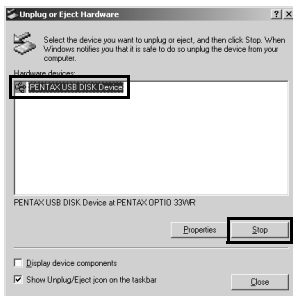 Unplug or Eject Hardware
Select the device you want to unplug or eject, and then click Stop. When
Windows notifies you that it is safe to do so unplug the device from your
computer.
Hardware devices:
PENTAX USB DISK Device
PENTAX USB DISK Device at PENTAX OPTIO 33WR
Properties
Stop
Display device components
Show Unplug/Eject icon on the taskbar
Close